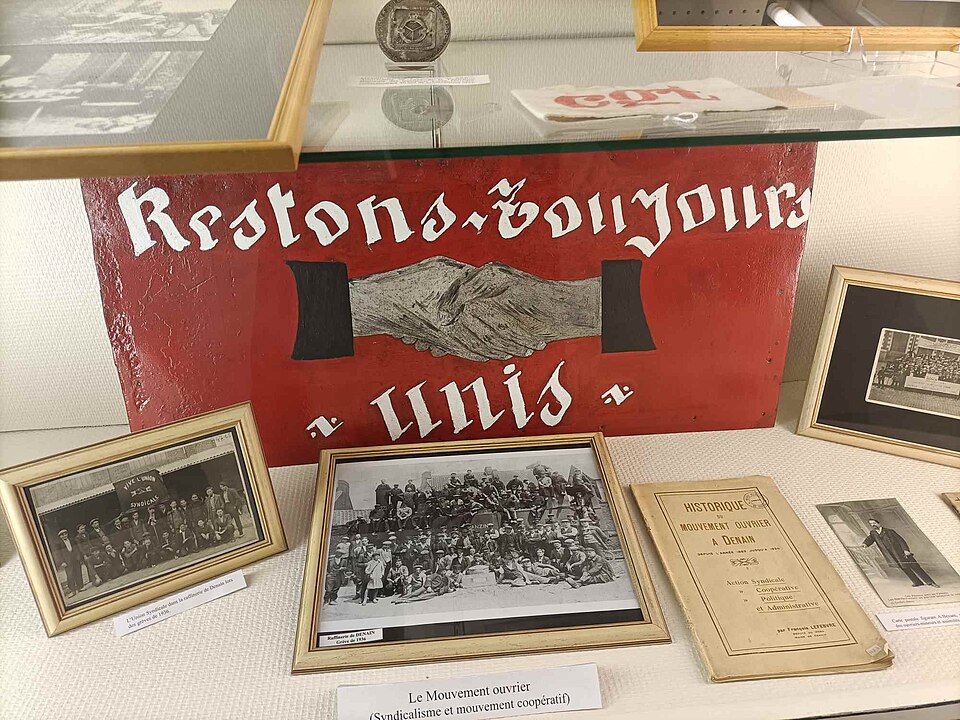 cgt
Restons Toujours
unis
VIVE L'UNION
SYNDICALE
L'Union Syndicale dans la raffinerie de Denain lors
des grèves de 1936.
Raffinerie de DENAIN
Grève de 1936
Le Mouvement ouvrier
(Syndicalisme et mouvement coopératif)
HISTORIQUE
DU
MOUVEMENT OUVRIER
A DENAIN
Action Syndicale
» Coopérative
» Politique
et Administrative
par François LEFEBVRE
Carte postale